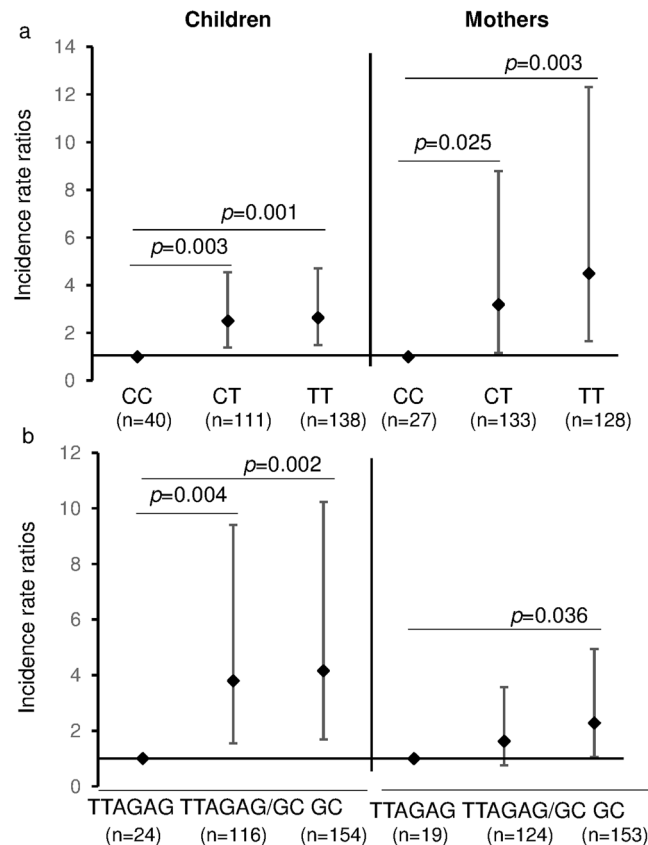 Children
Mothers
a
Incidence rate ratios
14
12
10
8
6
4
2
0
p=0.003
p=0.001
p=0.025
p=0.003
CC
CT
TT
CC
CT
TT
(n=40)
(n=111)
(n=138)
(n=27)
(n=133)
(n=128)
b
Incidence rate ratios
12
10
8
6
4
2
0
p=0.004
p=0.002
p=0.036
TTAGAG TTAGAG/GC GC
TTAGAG TTAGAG/GC GC
(n=24)
(n=116)
(n=154)
(n=19)
(n=124)
(n=153)